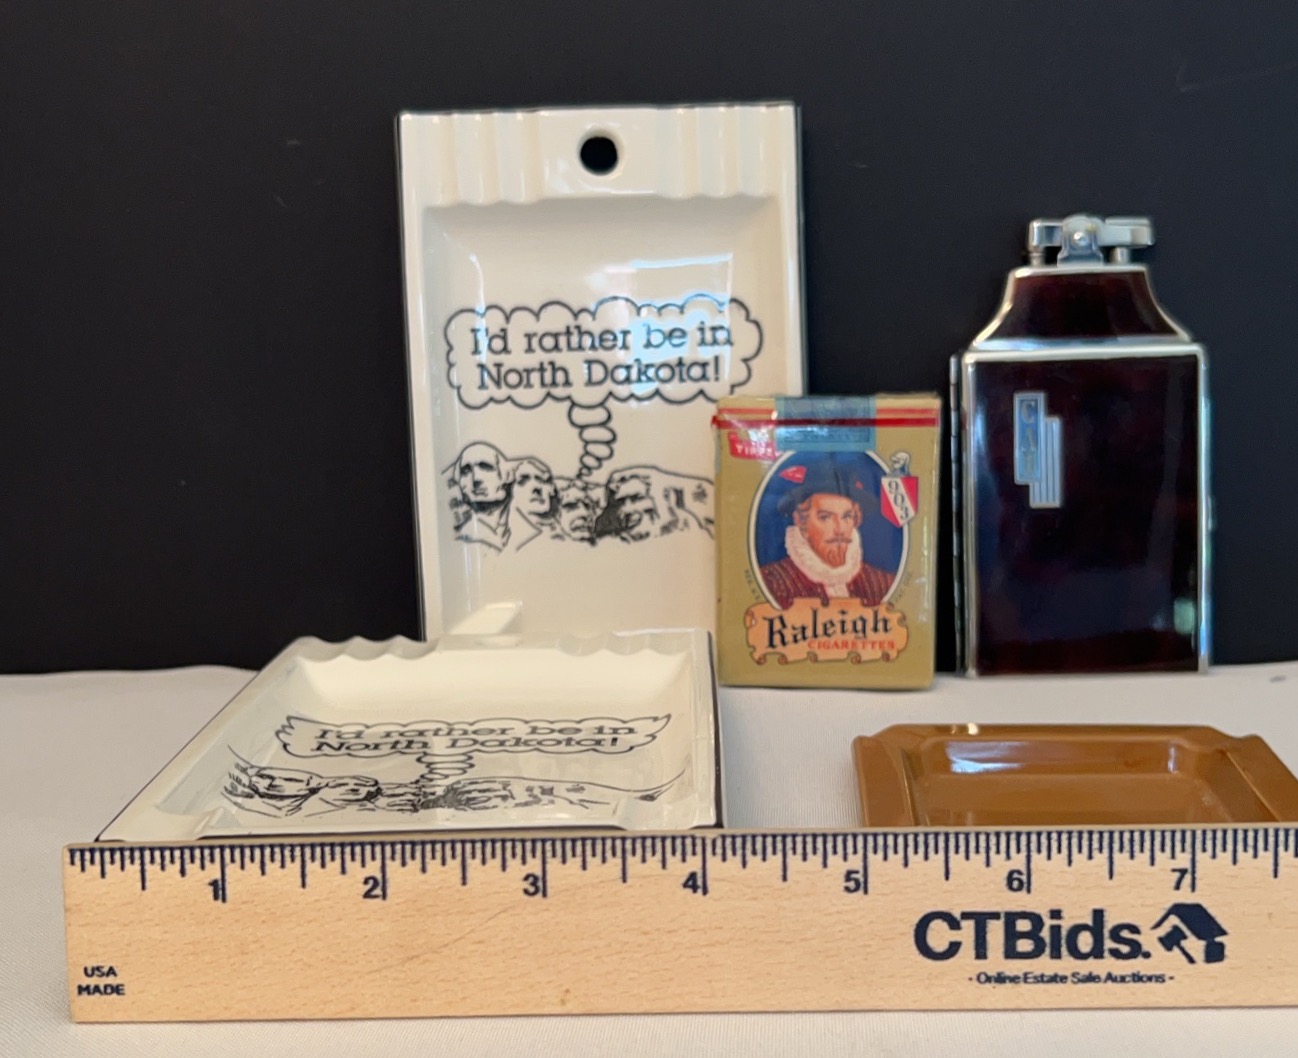 I'd rather be in
North Dakota!
TIPPS
903
Raleigh
CIGARETTES
I'd rather be in
North Dakota!
1 2 3 4 5 6 7
CTBids.
- Online Estate Sale Auctions -
USA
MADE